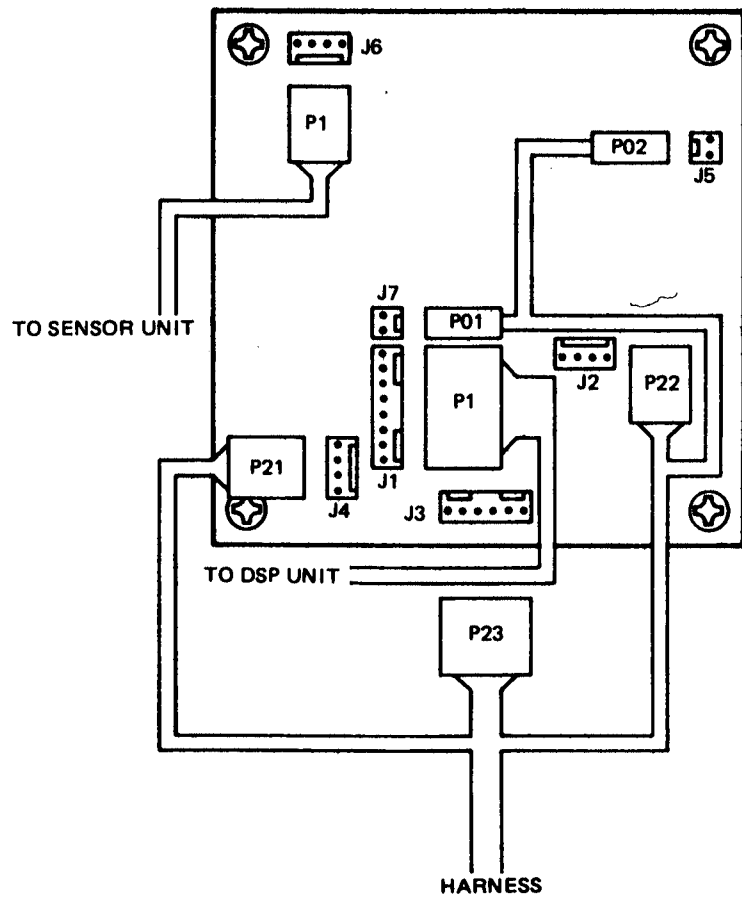 J6
P1
P02
J5
TO SENSOR UNIT
J7
P01
J2
P22
P1
P21
J4
J1
J3
TO DSP UNIT
P23
HARNESS